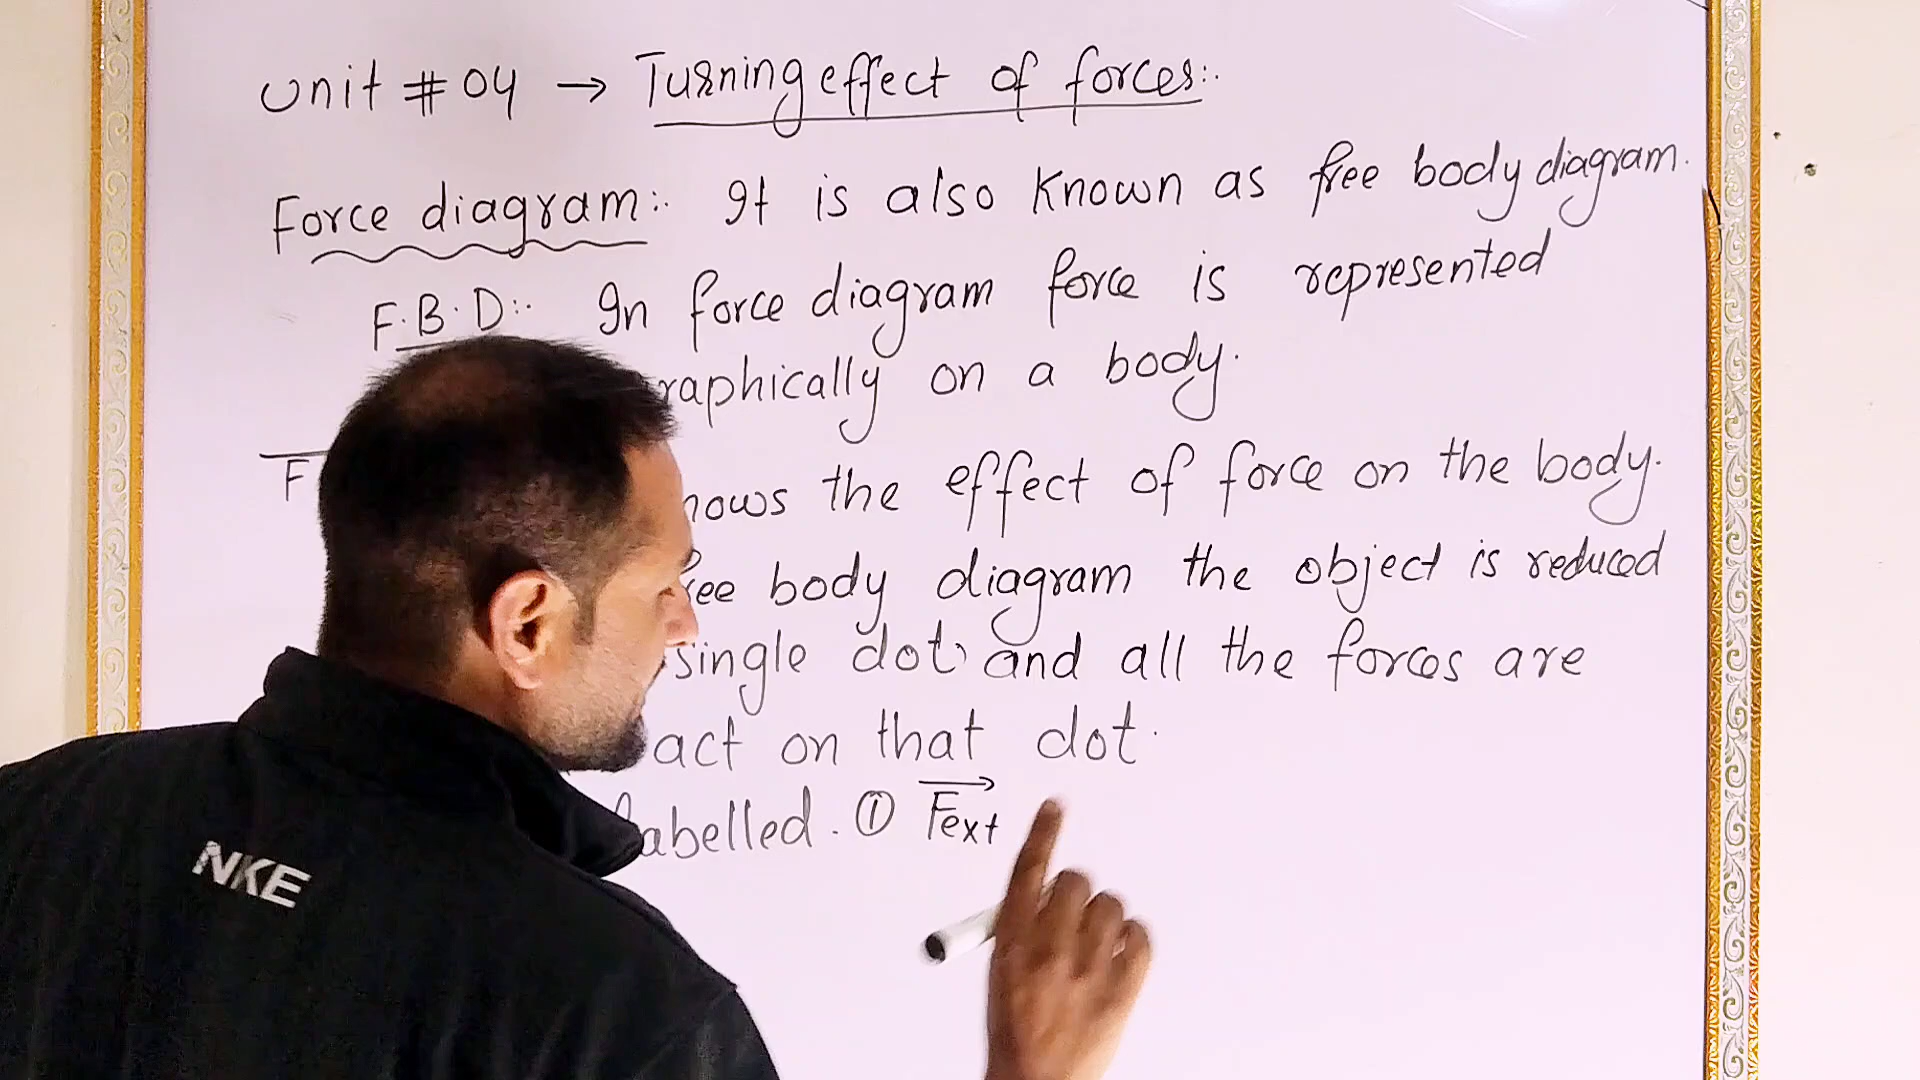 Unit # 04 → Turning effect of forces:.
Force diagram:. It is also known as free body diagram.
F.B.D:. In force diagram force is represented
raphically on a body.
F nows the effect of force on the body.
ree body diagram the object is reduced
single dot and all the forces are
act on that dot.
labelled. ① Fext
NKE